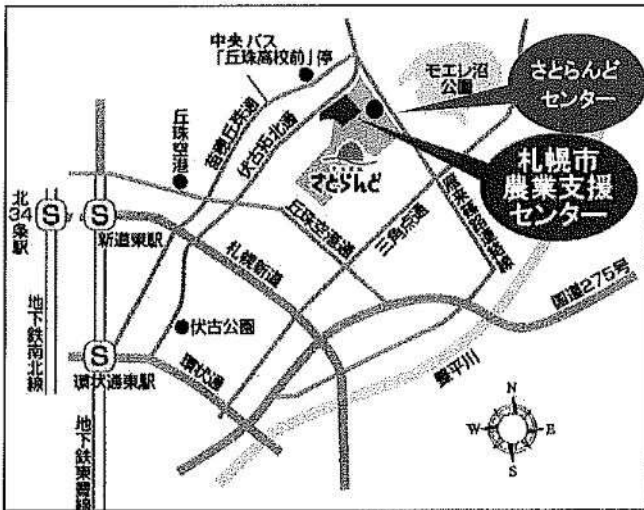 中央バス
「丘珠高校前」停
モエレ沼
公園
さとらんど
センター
札幌市
農業支援
センター
丘珠空港
苗穂丘珠通
伏古拓北通
さとらんど
丘珠空港通
三角点通
北34条駅
S
S
新道東駅
札幌新道
国道275号
地下鉄南北線
伏古公園
環状通
豊平川
S
環状通東駅
地下鉄東豊線
N
W
E
S